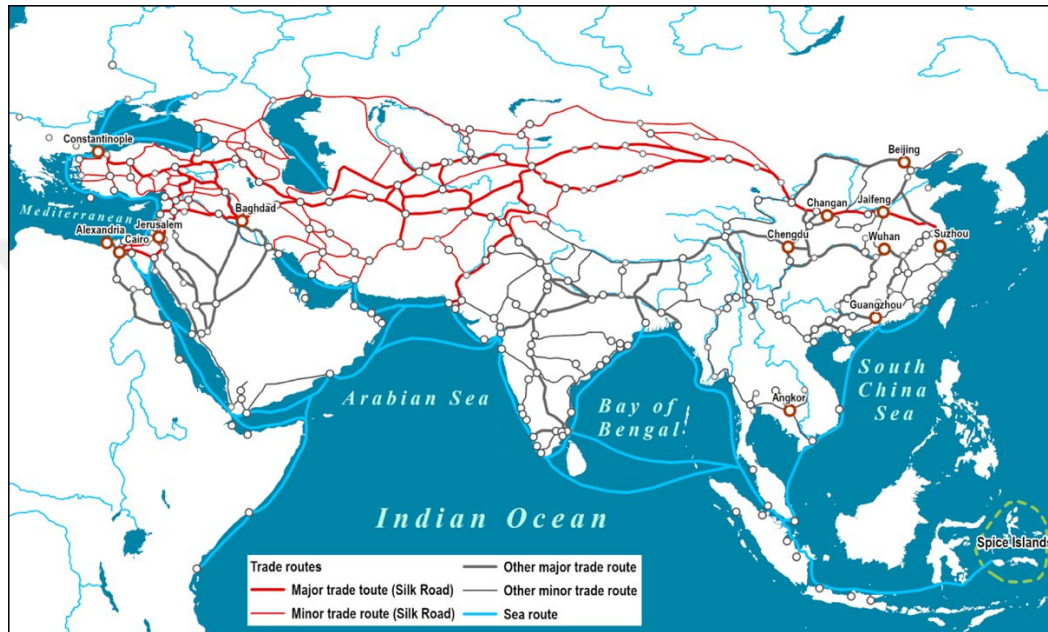 Constantinople
Beijing
Mediterranean
Alexandria
Jerusalem
Cairo
Baghdad
Changan
Jaifeng
Chengdu
Wuhan
Suzhou
Guangzhou
Arabian Sea
Bay of
Bengal
South
China
Sea
Angkor
Indian Ocean
Spice Islands
Trade routes
Major trade toute (Silk Road)
Minor trade route (Silk Road)
Other major trade route
Other minor trade route
Sea route